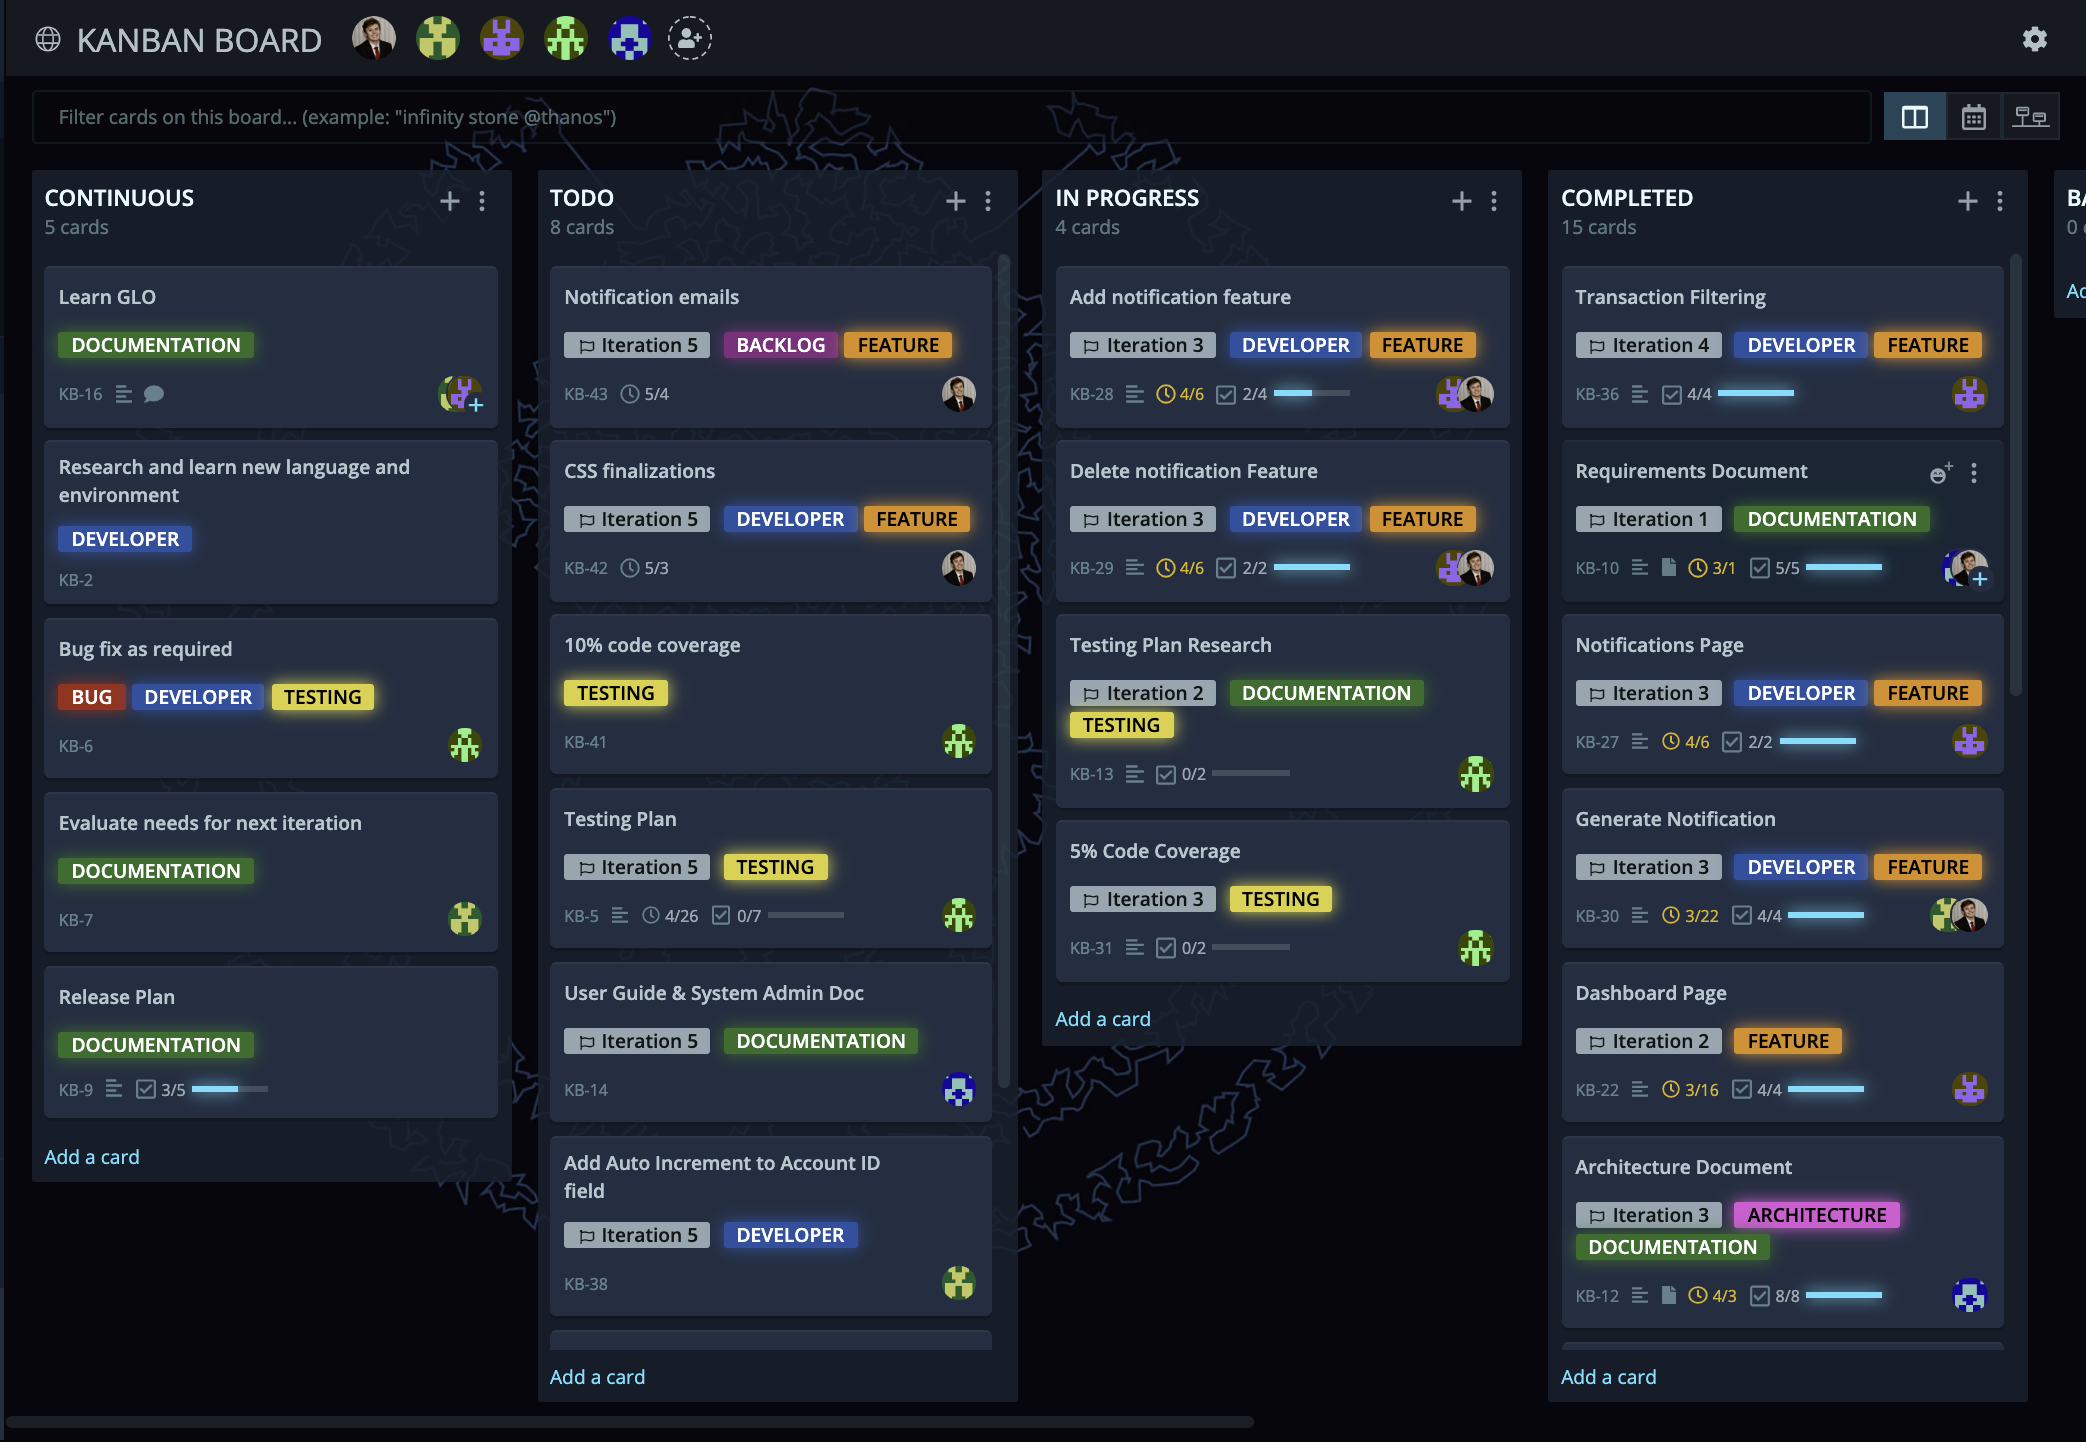 KANBAN BOARD
Filter cards on this board... (example: "infinity stone @thanos")
CONTINUOUS
5 cards
Learn GLO
DOCUMENTATION
KB-16
Research and learn new language and
environment
DEVELOPER
KB-2
Bug fix as required
BUG DEVELOPER TESTING
KB-6
Evaluate needs for next iteration
DOCUMENTATION
KB-7
Release Plan
DOCUMENTATION
KB-9 3/5
Add a card
TODO
8 cards
Notification emails
Iteration 5 BACKLOG FEATURE
KB-43 5/4
CSS finalizations
Iteration 5 DEVELOPER FEATURE
KB-42 5/3
10% code coverage
TESTING
KB-41
Testing Plan
Iteration 5 TESTING
KB-5 4/26 0/7
User Guide & System Admin Doc
Iteration 5 DOCUMENTATION
KB-14
Add Auto Increment to Account ID
field
Iteration 5 DEVELOPER
KB-38
Add a card
IN PROGRESS
4 cards
Add notification feature
Iteration 3 DEVELOPER FEATURE
KB-28 4/6 2/4
Delete notification Feature
Iteration 3 DEVELOPER FEATURE
KB-29 4/6 2/2
Testing Plan Research
Iteration 2 DOCUMENTATION
TESTING
KB-13 0/2
5% Code Coverage
Iteration 3 TESTING
KB-31 0/2
Add a card
COMPLETED
15 cards
Transaction Filtering
Iteration 4 DEVELOPER FEATURE
KB-36 4/4
Requirements Document
Iteration 1 DOCUMENTATION
KB-10 3/1 5/5
Notifications Page
Iteration 3 DEVELOPER FEATURE
KB-27 4/6 2/2
Generate Notification
Iteration 3 DEVELOPER FEATURE
KB-30 3/22 4/4
Dashboard Page
Iteration 2 FEATURE
KB-22 3/16 4/4
Architecture Document
Iteration 3 ARCHITECTURE
DOCUMENTATION
KB-12 4/3 8/8
Add a card
0